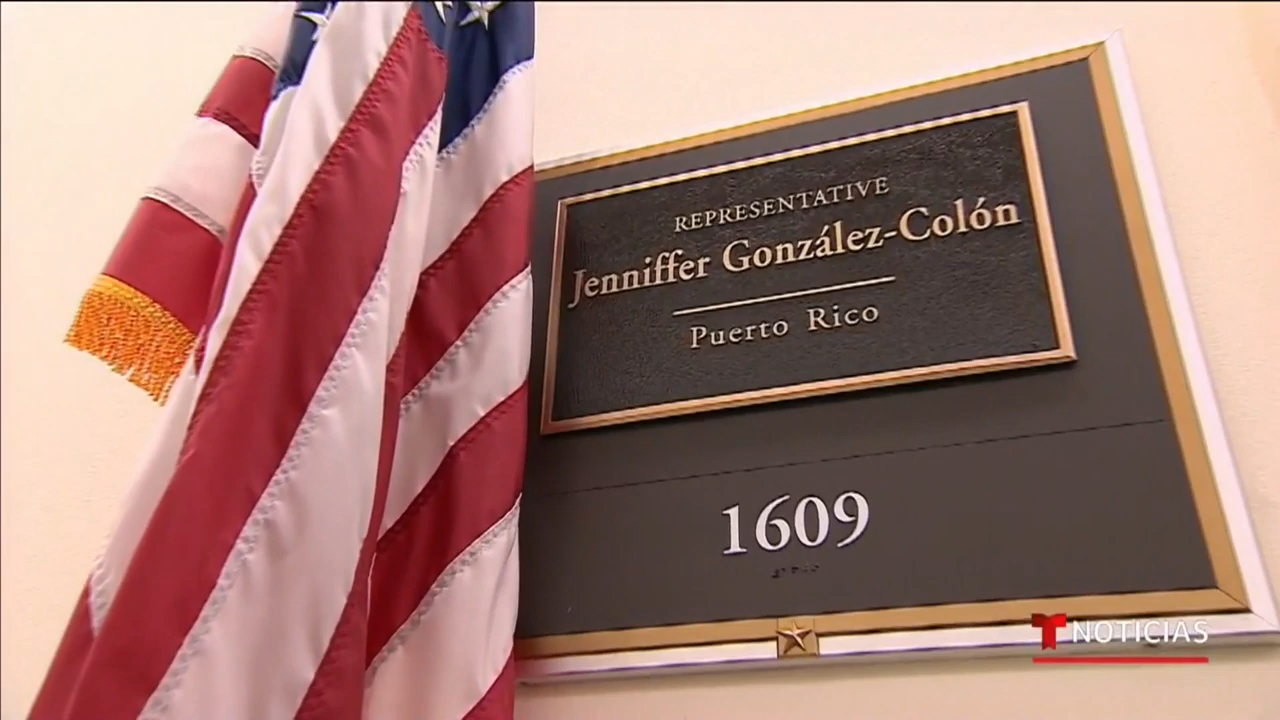 REPRESENTATIVE
Jenniffer González-Colón
Puerto Rico
1609
NOTICIAS